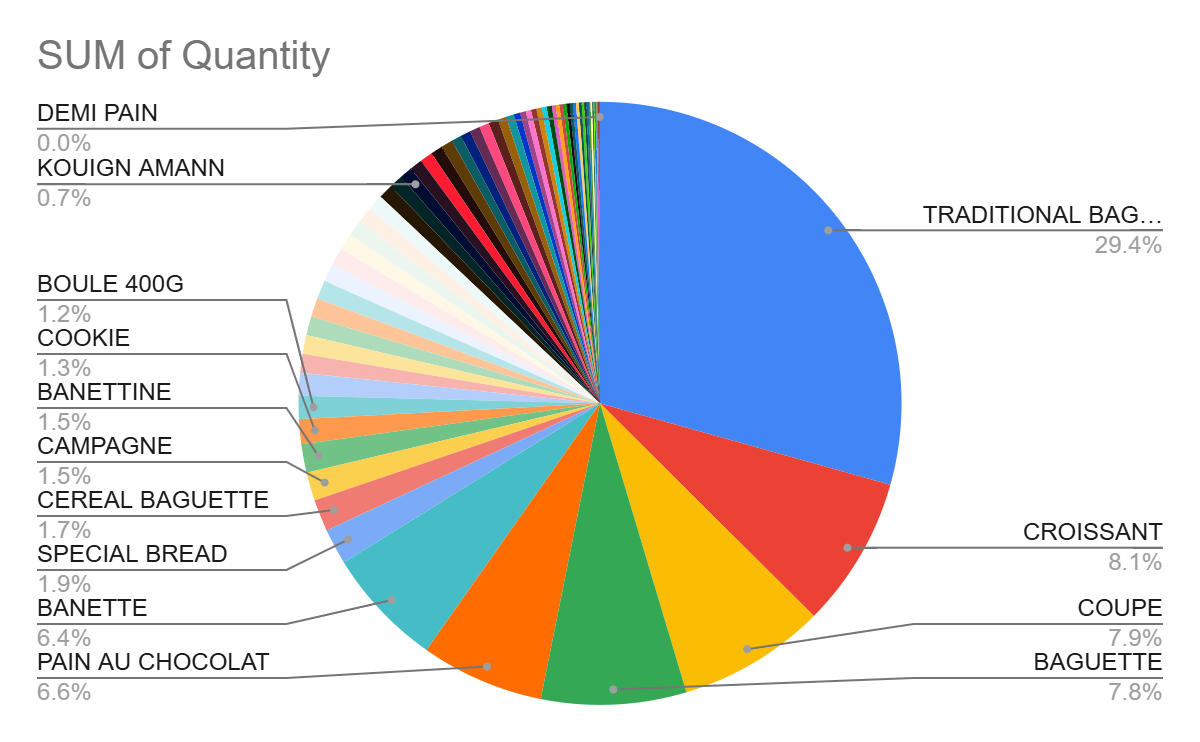 SUM of Quantity
DEMI PAIN
0.0%
KOUIGN AMANN
0.7%
BOULE 400G
1.2%
COOKIE
1.3%
BANETTINE
1.5%
CAMPAGNE
1.5%
CEREAL BAGUETTE
1.7%
SPECIAL BREAD
1.9%
BANETTE
6.4%
PAIN AU CHOCOLAT
6.6%
TRADITIONAL BAG…
29.4%
CROISSANT
8.1%
COUPE
7.9%
BAGUETTE
7.8%